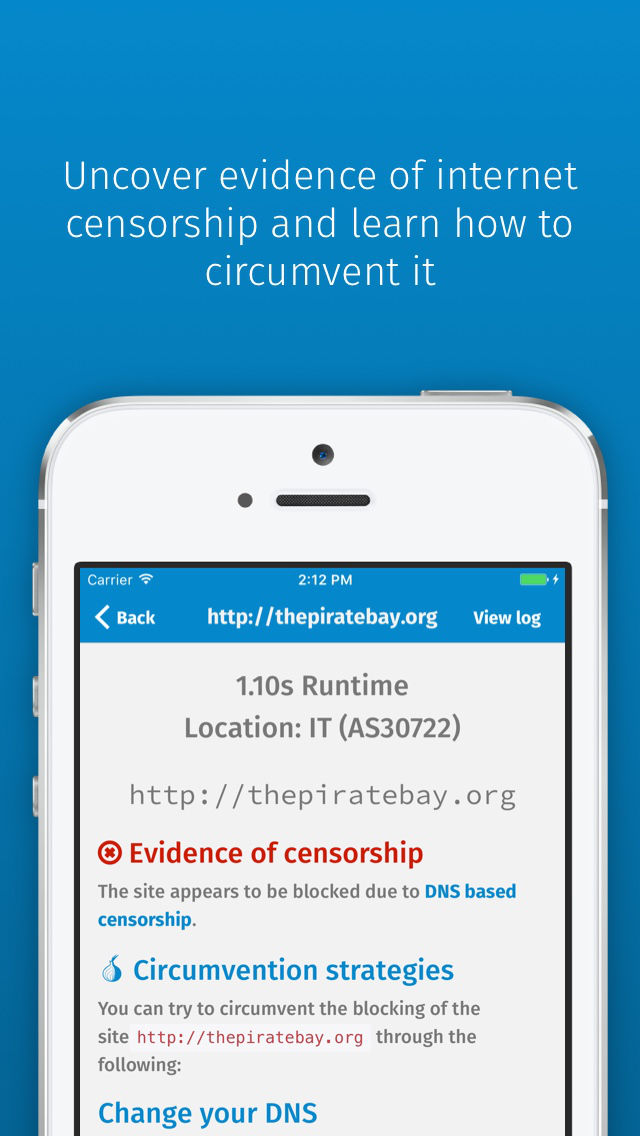 Uncover evidence of internet
censorship and learn how to
circumvent it
Carrier 2:12 PM
Back http://thepiratebay.org View log
1.10s Runtime
Location: IT (AS30722)
http://thepiratebay.org
Evidence of censorship
The site appears to be blocked due to DNS based
censorship.
Circumvention strategies
You can try to circumvent the blocking of the
site http://thepiratebay.org through the
following:
Change your DNS